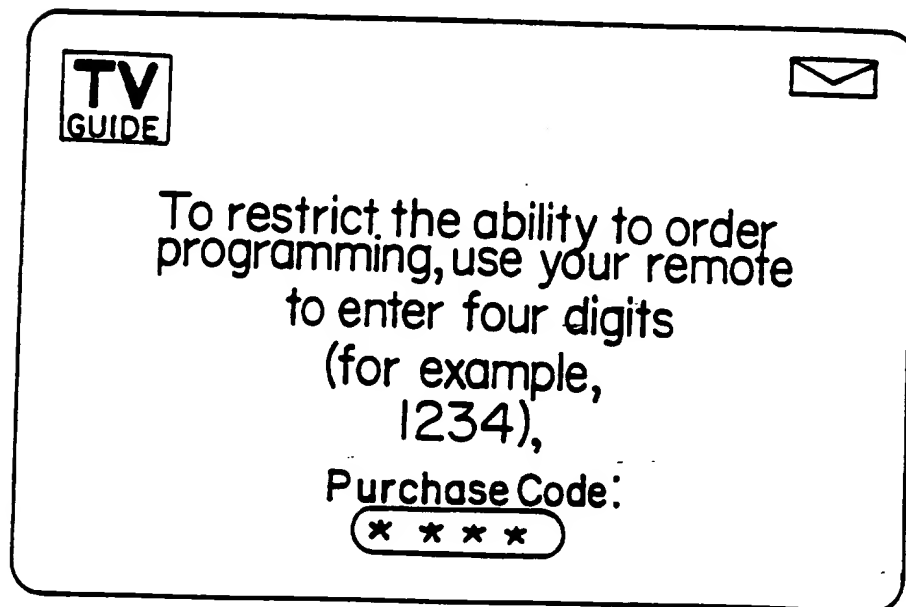 TV
GUIDE
To restrict the ability to order
programming, use your remote
to enter four digits
(for example,
1234),
Purchase Code:
* * * *